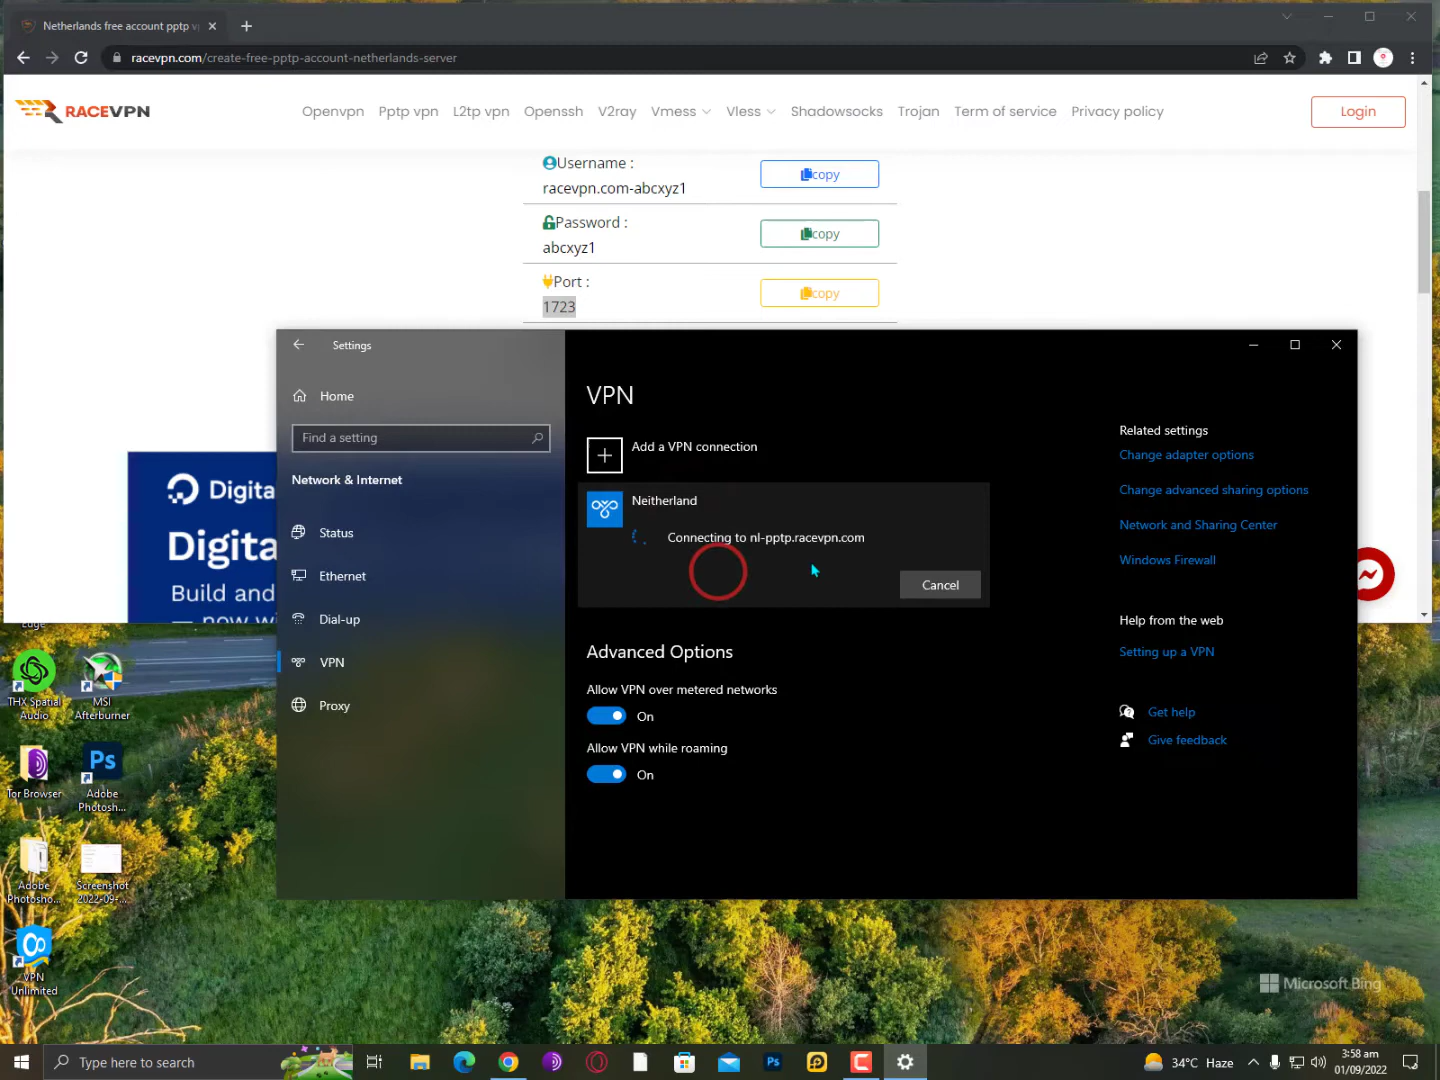 Netherlands free account pptp v
racevpn.com/create-free-pptp-account-netherlands-server
RACEVPN
Openvpn
Pptp vpn
L2tp vpn
Openssh
V2ray
Vmess
Vless
Shadowsocks
Trojan
Term of service
Privacy policy
Login
Username :
racevpn.com-abcxyz1
copy
Password :
abcxyz1
copy
Port :
1723
copy
Digita
Digita
Build and
now wi
Settings
Home
Find a setting
Network & Internet
Status
Ethernet
Dial-up
VPN
Proxy
VPN
Add a VPN connection
Neitherland
Connecting to nl-pptp.racevpn.com
Cancel
Advanced Options
Allow VPN over metered networks
On
Allow VPN while roaming
On
Related settings
Change adapter options
Change advanced sharing options
Network and Sharing Center
Windows Firewall
Help from the web
Setting up a VPN
Get help
Give feedback
Edge
THX Spatial
Audio
MSI
Afterburner
Tor Browser
Ps
Adobe
Photosh...
Adobe
Photosho...
Screenshot
2022-09-...
VPN
Unlimited
Microsoft Bing
Type here to search
Ps
34°C Haze
3:58 am
01/09/2022